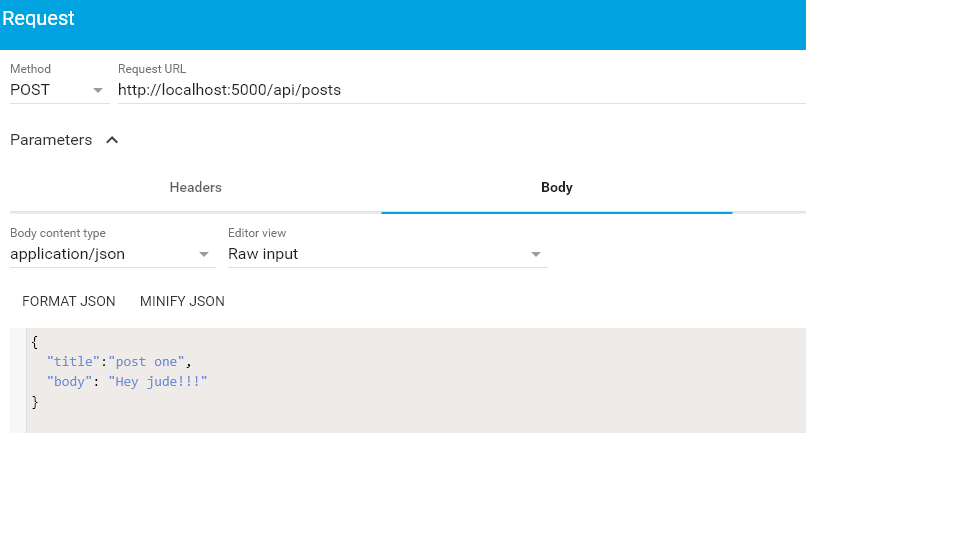 Request
Method Request URL
POST http://localhost:5000/api/posts
Parameters
Headers Body
Body content type Editor view
application/json Raw input
FORMAT JSON MINIFY JSON
{
"title":"post one",
"body": "Hey jude!!!"
}